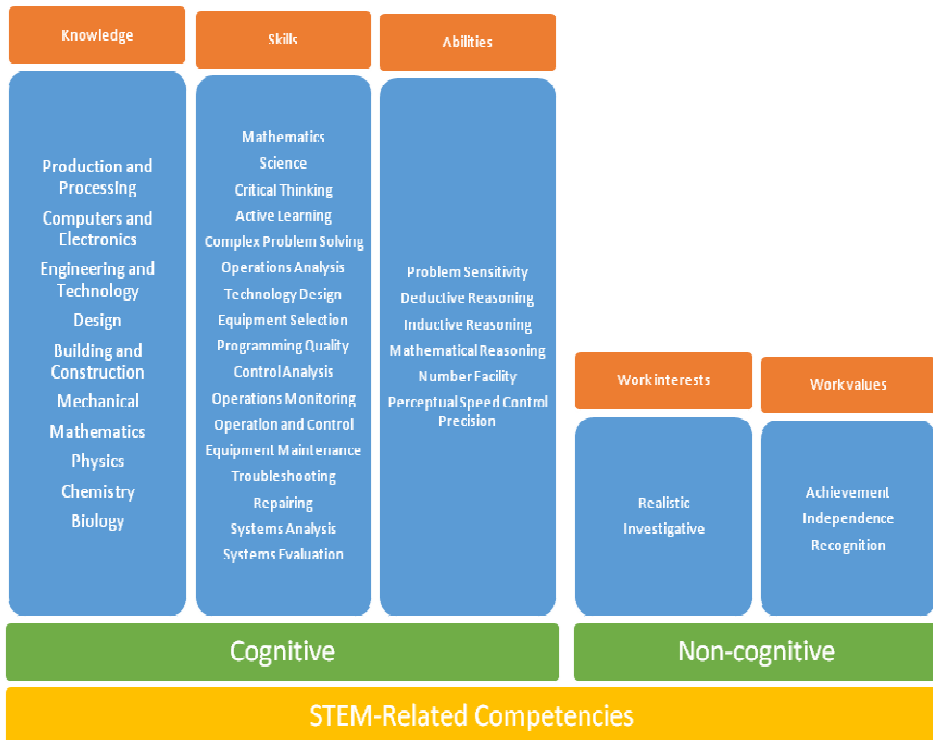 Knowledge
Production and
Processing
Computers and
Electronics
Engineering and
Technology
Design
Building and
Construction
Mechanical
Mathematics
Physics
Chemistry
Biology
Skills
Mathematics
Science
Critical Thinking
Active Learning
Complex Problem Solving
Operations Analysis
Technology Design
Equipment Selection
Programming Quality
Control Analysis
Operations Monitoring
Operation and Control
Equipment Maintenance
Troubleshooting
Repairing
Systems Analysis
Systems Evaluation
Abilities
Problem Sensitivity
Deductive Reasoning
Inductive Reasoning
Mathematical Reasoning
Number Facility
Perceptual Speed Control
Precision
Work interests
Realistic
Investigative
Work values
Achievement
Independence
Recognition
Cognitive
Non-cognitive
STEM-Related Competencies